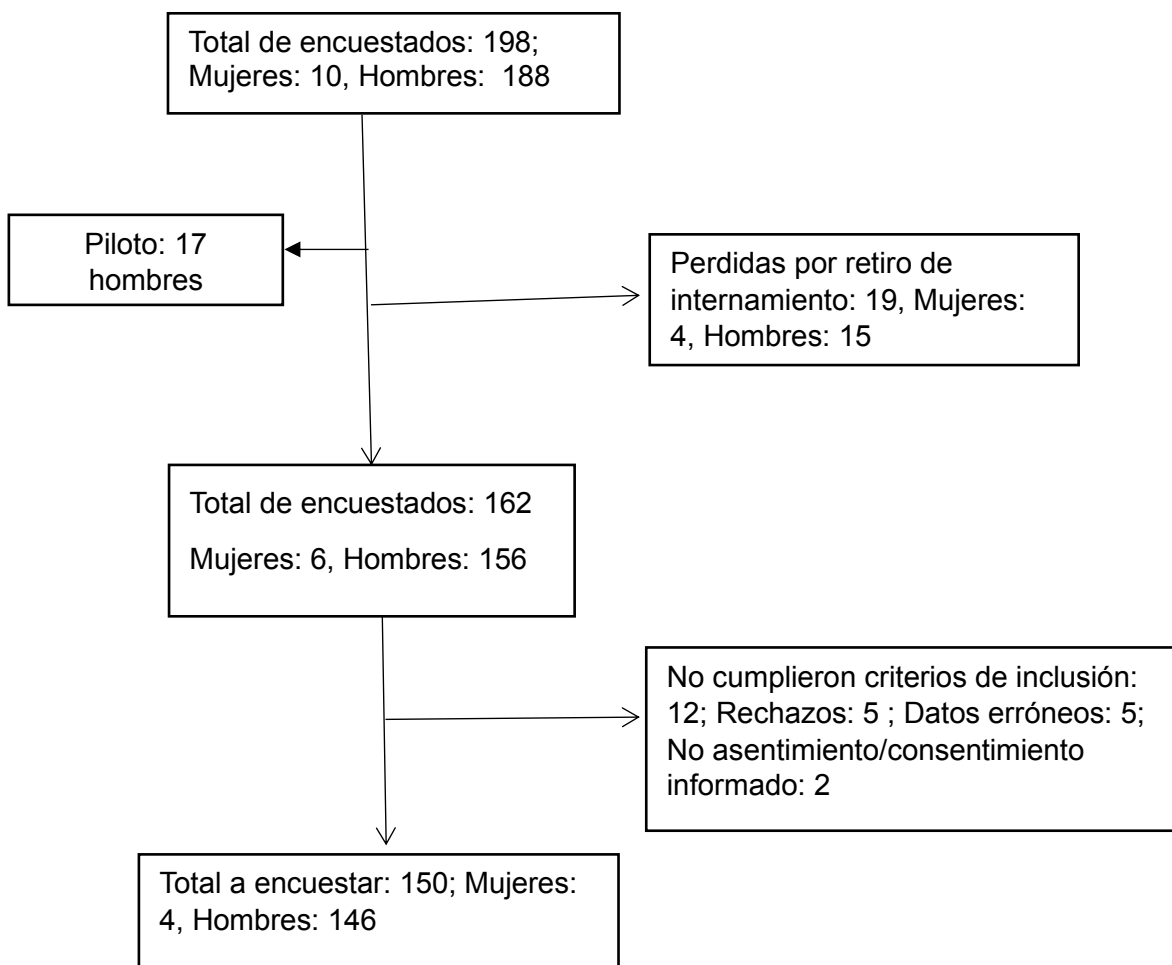 Total de encuestados: 198;
Mujeres: 10, Hombres:  188
Piloto: 17
hombres
Perdidas por retiro de
internamiento: 19, Mujeres:
4, Hombres: 15
Total de encuestados: 162
Mujeres: 6, Hombres: 156
No cumplieron criterios de inclusión:
12; Rechazos: 5 ; Datos erróneos: 5;
No asentimiento/consentimiento
informado: 2
Total a encuestar: 150; Mujeres:
4, Hombres: 146